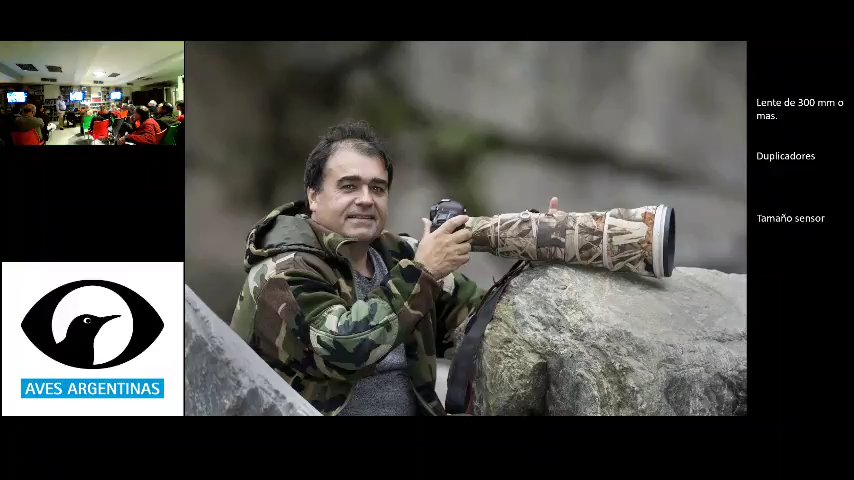 Lente de 300 mm o
mas.
Duplicadores
Tamaño sensor
AVES ARGENTINAS